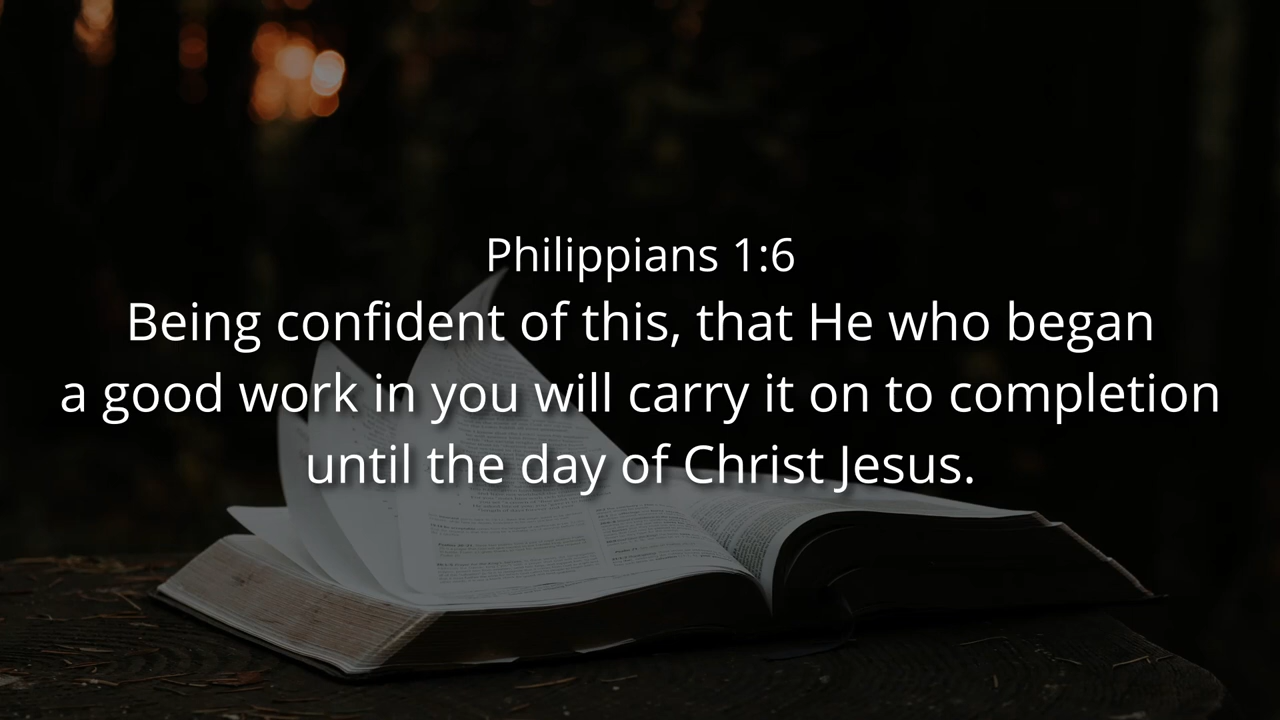 Philippians 1:6
Being confident of this, that He who began
a good work in you will carry it on to completion
until the day of Christ Jesus.